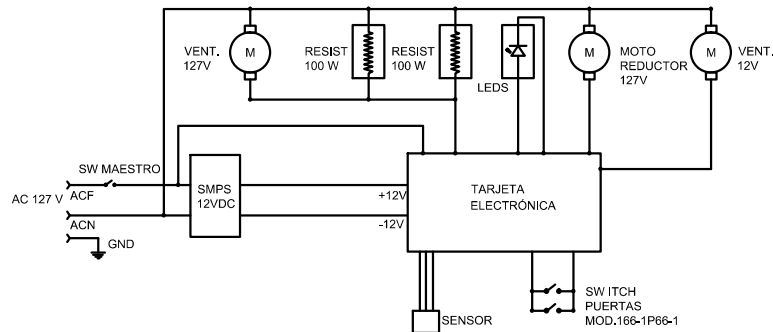 VENT.
127V
M
RESIST
100 W
RESIST
100 W
LEDS
M
MOTO
REDUCTOR
127V
M
VENT.
12V
SW MAESTRO
AC 127 V
ACF
ACN
GND
SMPS
12VDC
+12V
-12V
TARJETA
ELECTRÓNICA
SENSOR
SW ITCH
PUERTAS
MOD.166-1P66-1